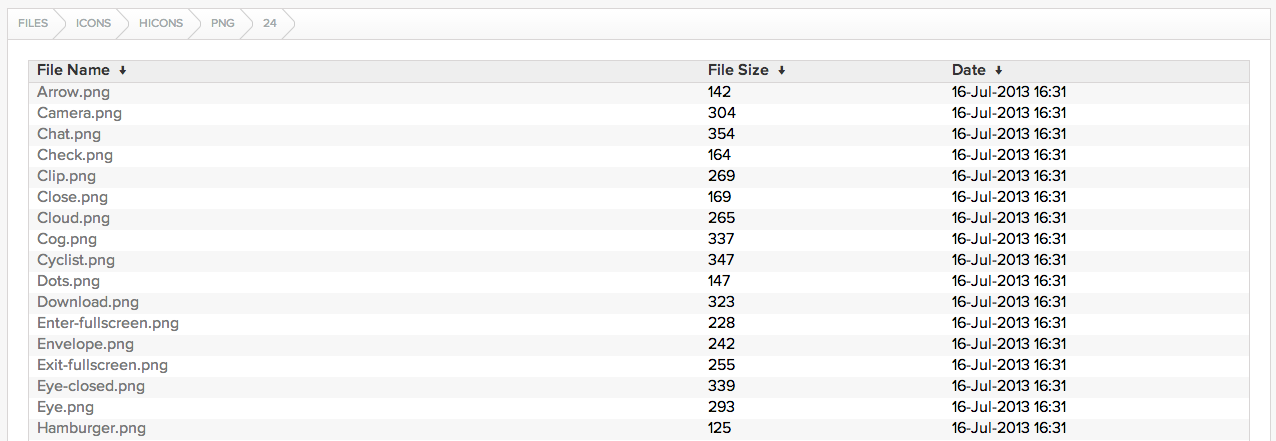 FILES ICONS HICONS PNG 24
File Name ↓ File Size ↓ Date ↓
Arrow.png 142 16-Jul-2013 16:31
Camera.png 304 16-Jul-2013 16:31
Chat.png 354 16-Jul-2013 16:31
Check.png 164 16-Jul-2013 16:31
Clip.png 269 16-Jul-2013 16:31
Close.png 169 16-Jul-2013 16:31
Cloud.png 265 16-Jul-2013 16:31
Cog.png 337 16-Jul-2013 16:31
Cyclist.png 347 16-Jul-2013 16:31
Dots.png 147 16-Jul-2013 16:31
Download.png 323 16-Jul-2013 16:31
Enter-fullscreen.png 228 16-Jul-2013 16:31
Envelope.png 242 16-Jul-2013 16:31
Exit-fullscreen.png 255 16-Jul-2013 16:31
Eye-closed.png 339 16-Jul-2013 16:31
Eye.png 293 16-Jul-2013 16:31
Hamburger.png 125 16-Jul-2013 16:31